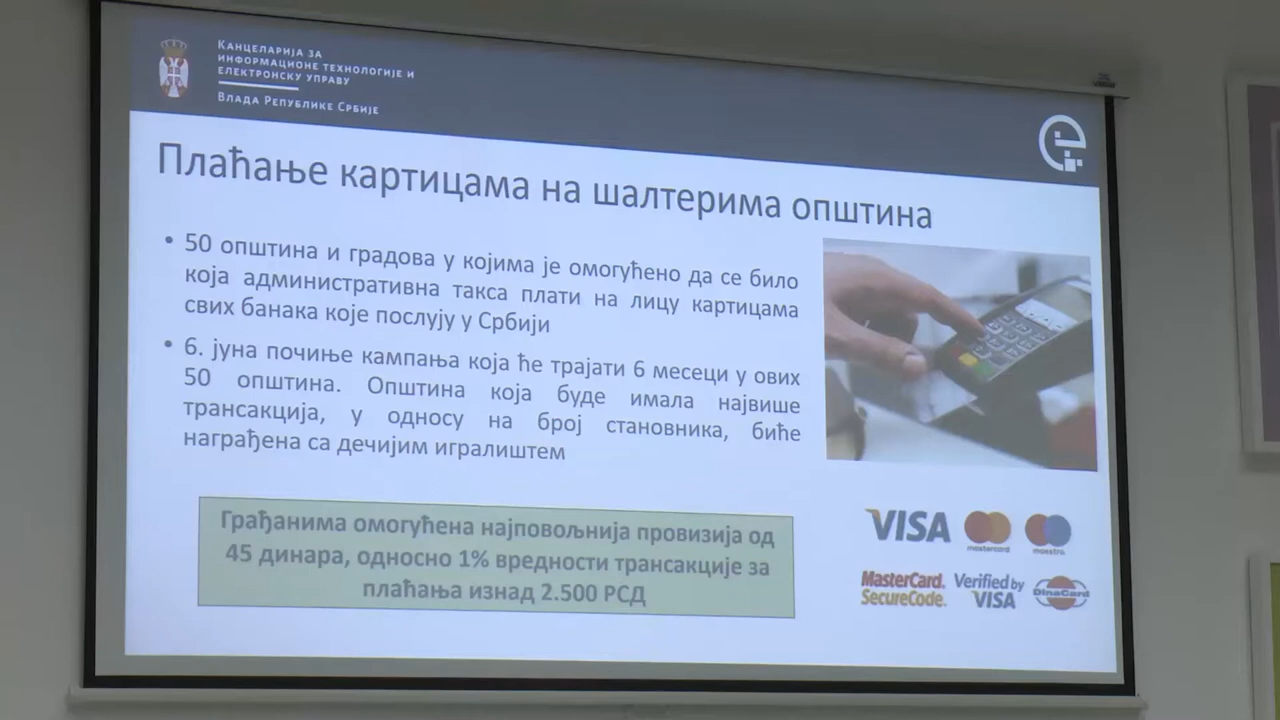 Канцеларија за
информационе технологије и
електронску управу
Влада Републике Србије
Плаћање картицама на шалтерима општина
• 50 општина и градова у којима је омогућено да се било
која административна такса плати на лицу картицама
свих банака које послују у Србији
• 6. јуна почиње кампања која ће трајати 6 месеци у ових
50 општина. Општина која буде имала највише
трансакција, у односу на број становника, биће
награђена са дечијим игралиштем
Грађанима омогућена најповољнија провизија од
45 динара, односно 1% вредности трансакције за
плаћања изнад 2.500 РСД
VISA mastercard maestro
MasterCard. SecureCode.
Verified by VISA
DinaCard